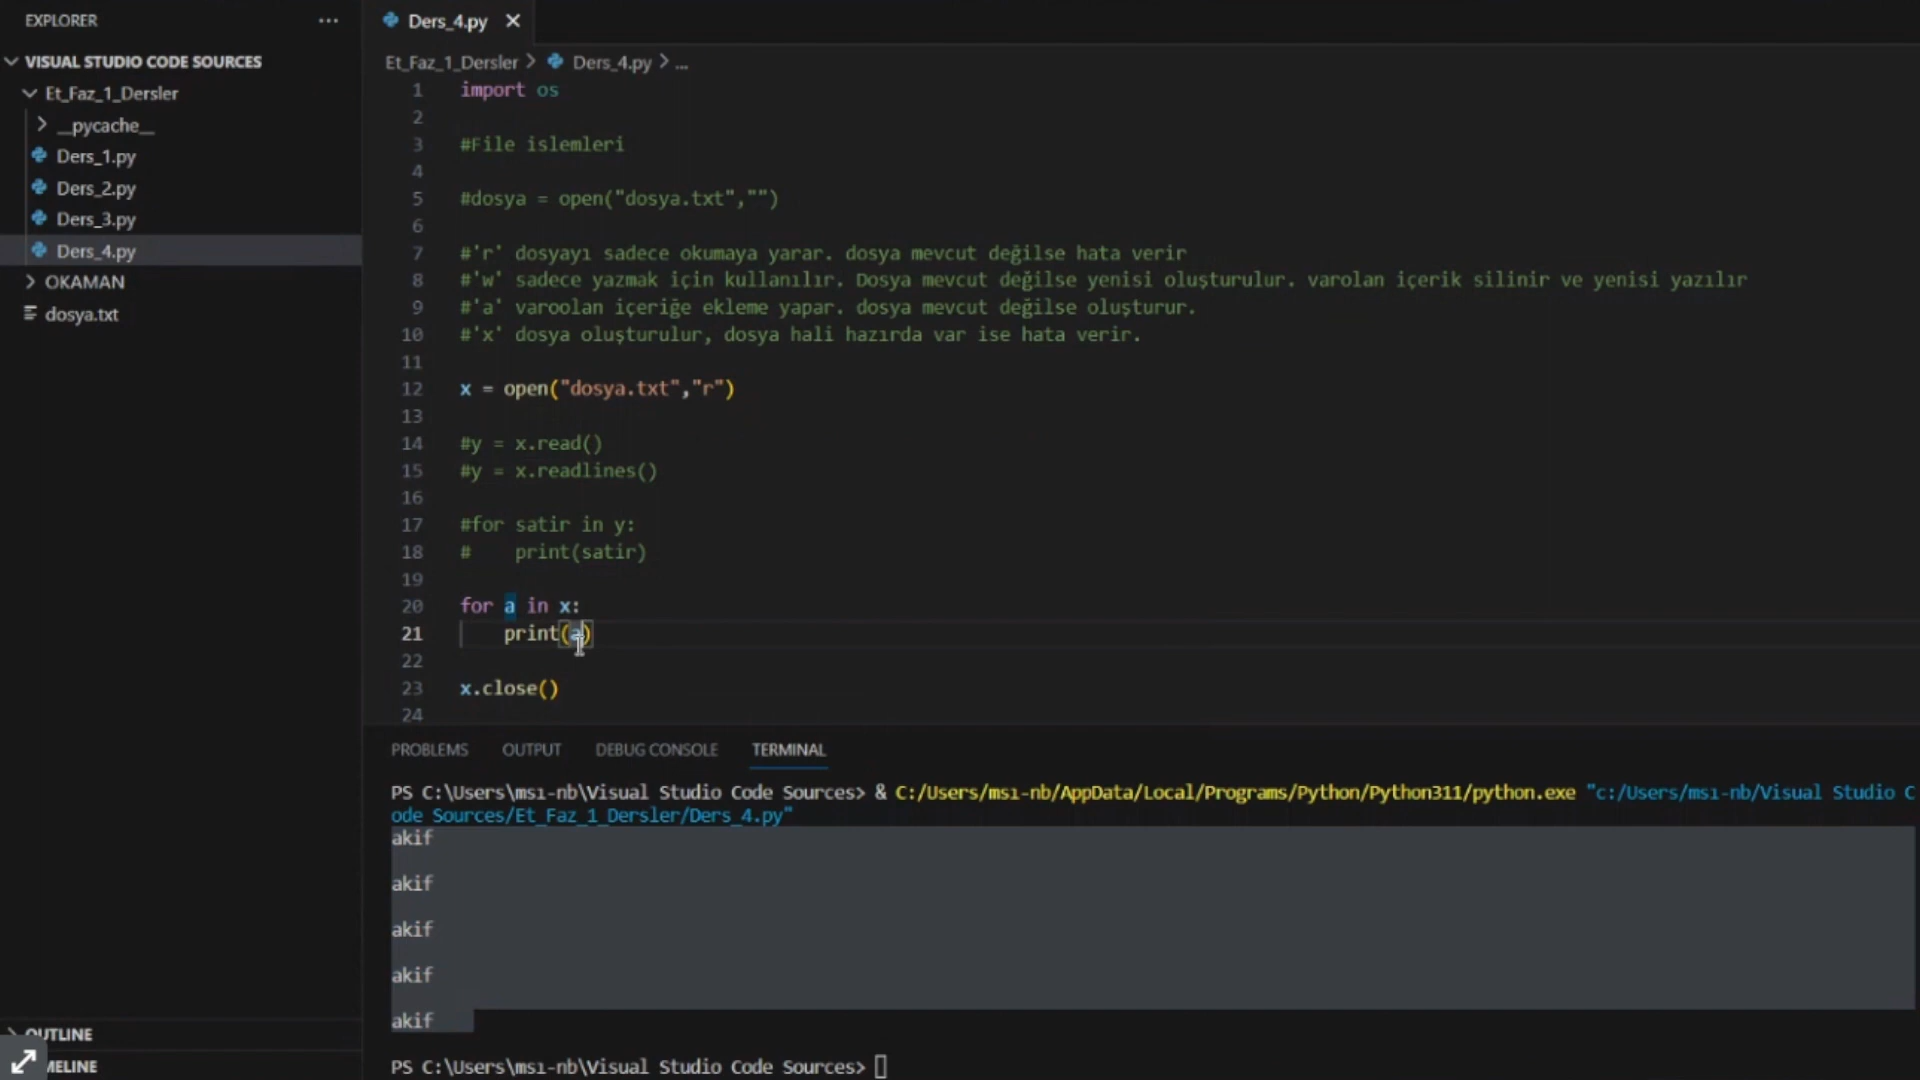 EXPLORER
VISUAL STUDIO CODE SOURCES
Et_Faz_1_Dersler
__pycache__
Ders_1.py
Ders_2.py
Ders_3.py
Ders_4.py
OKAMAN
dosya.txt
OUTLINE
MELINE
Ders_4.py
Et_Faz_1_Dersler > Ders_4.py > ...
1 import os
2
3 #File islemleri
4
5 #dosya = open("dosya.txt","")
6
7 #'r' dosyayı sadece okumaya yarar. dosya mevcut değilse hata verir
8 #'w' sadece yazmak için kullanılır. Dosya mevcut değilse yenisi oluşturulur. varolan içerik silinir ve yenisi yazılır
9 #'a' varoolan içeriğe ekleme yapar. dosya mevcut değilse oluşturur.
10 #'x' dosya oluşturulur, dosya hali hazırda var ise hata verir.
11
12 x = open("dosya.txt","r")
13
14 #y = x.read()
15 #y = x.readlines()
16
17 #for satir in y:
18 #    print(satir)
19
20 for a in x:
21     print(a)
22
23 x.close()
24
PROBLEMS OUTPUT DEBUG CONSOLE TERMINAL
PS C:\Users\msı-nb\Visual Studio Code Sources> & C:/Users/msı-nb/AppData/Local/Programs/Python/Python311/python.exe "c:/Users/msı-nb/Visual Studio C
ode Sources/Et_Faz_1_Dersler/Ders_4.py"
akif
akif
akif
akif
akif
PS C:\Users\msı-nb\Visual Studio Code Sources>